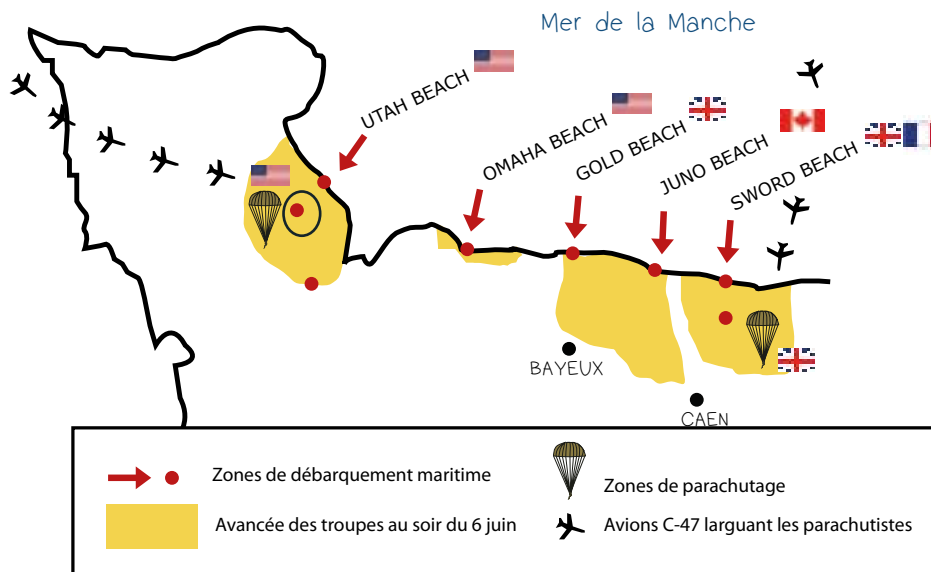 Mer de la Manche
UTAH BEACH
OMAHA BEACH
GOLD BEACH
JUNO BEACH
SWORD BEACH
BAYEUX
CAEN
Zones de débarquement maritime
Avancée des troupes au soir du 6 juin
Zones de parachutage
Avions C-47 larguant les parachutistes